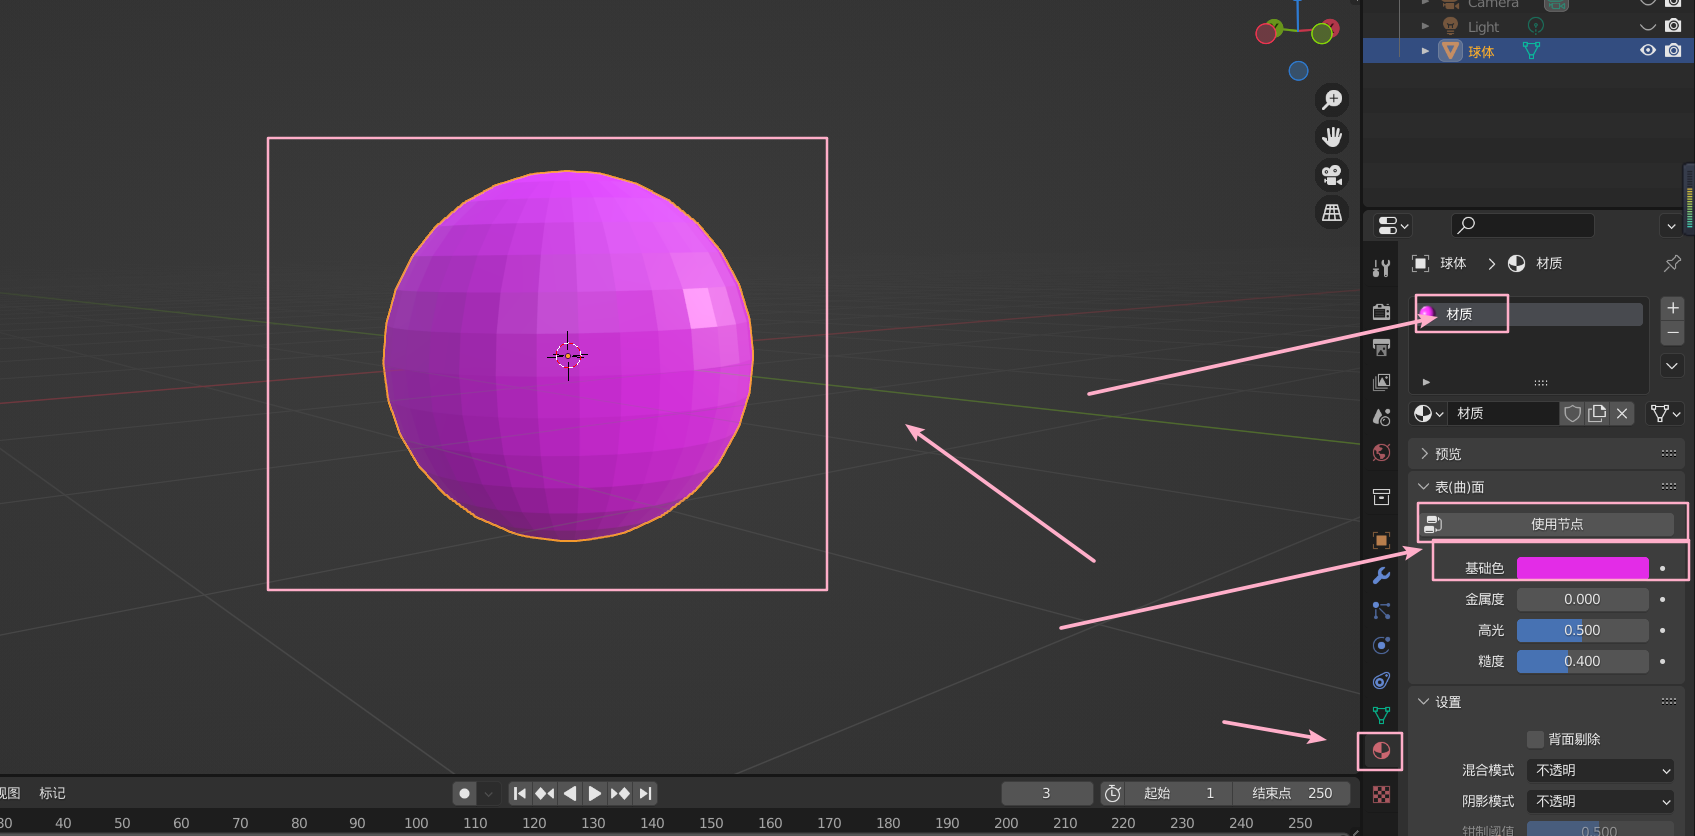 Camera
Light
球体
球体 材质
材质
材质
预览
表(曲)面
使用节点
基础色
金属度 0.000
高光 0.500
糙度 0.400
设置
背面剔除
混合模式 不透明
阴影模式 不透明
钳制阈值 0.500
视图 标记
3 起始 1 结束点 250
30 40 50 60 70 80 90 100 110 120 130 140 150 160 170 180 190 200 210 220 230 240 250